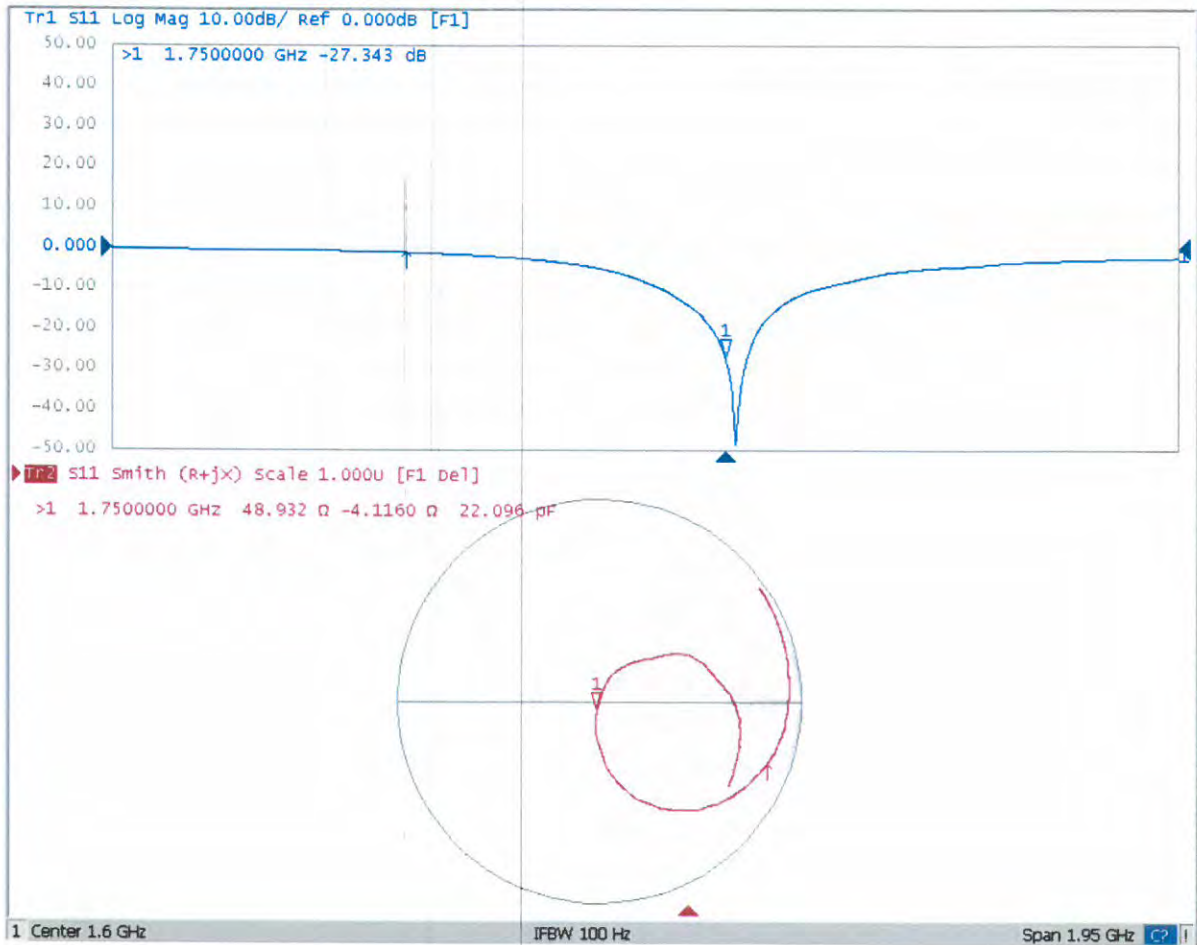 Tr1 S11 Log Mag 10.00dB/ Ref 0.000dB [F1]
50.00
>1 1.7500000 GHz -27.343 dB
40.00
30.00
20.00
10.00
0.000
-10.00
-20.00
1
-30.00
-40.00
-50.00
Tr2 S11 Smith (R+jX) Scale 1.000U [F1 Del]
>1 1.7500000 GHz 48.932 Ω -4.1160 Ω 22.096 pF
1
1 Center 1.6 GHz IFBW 100 Hz Span 1.95 GHz C?